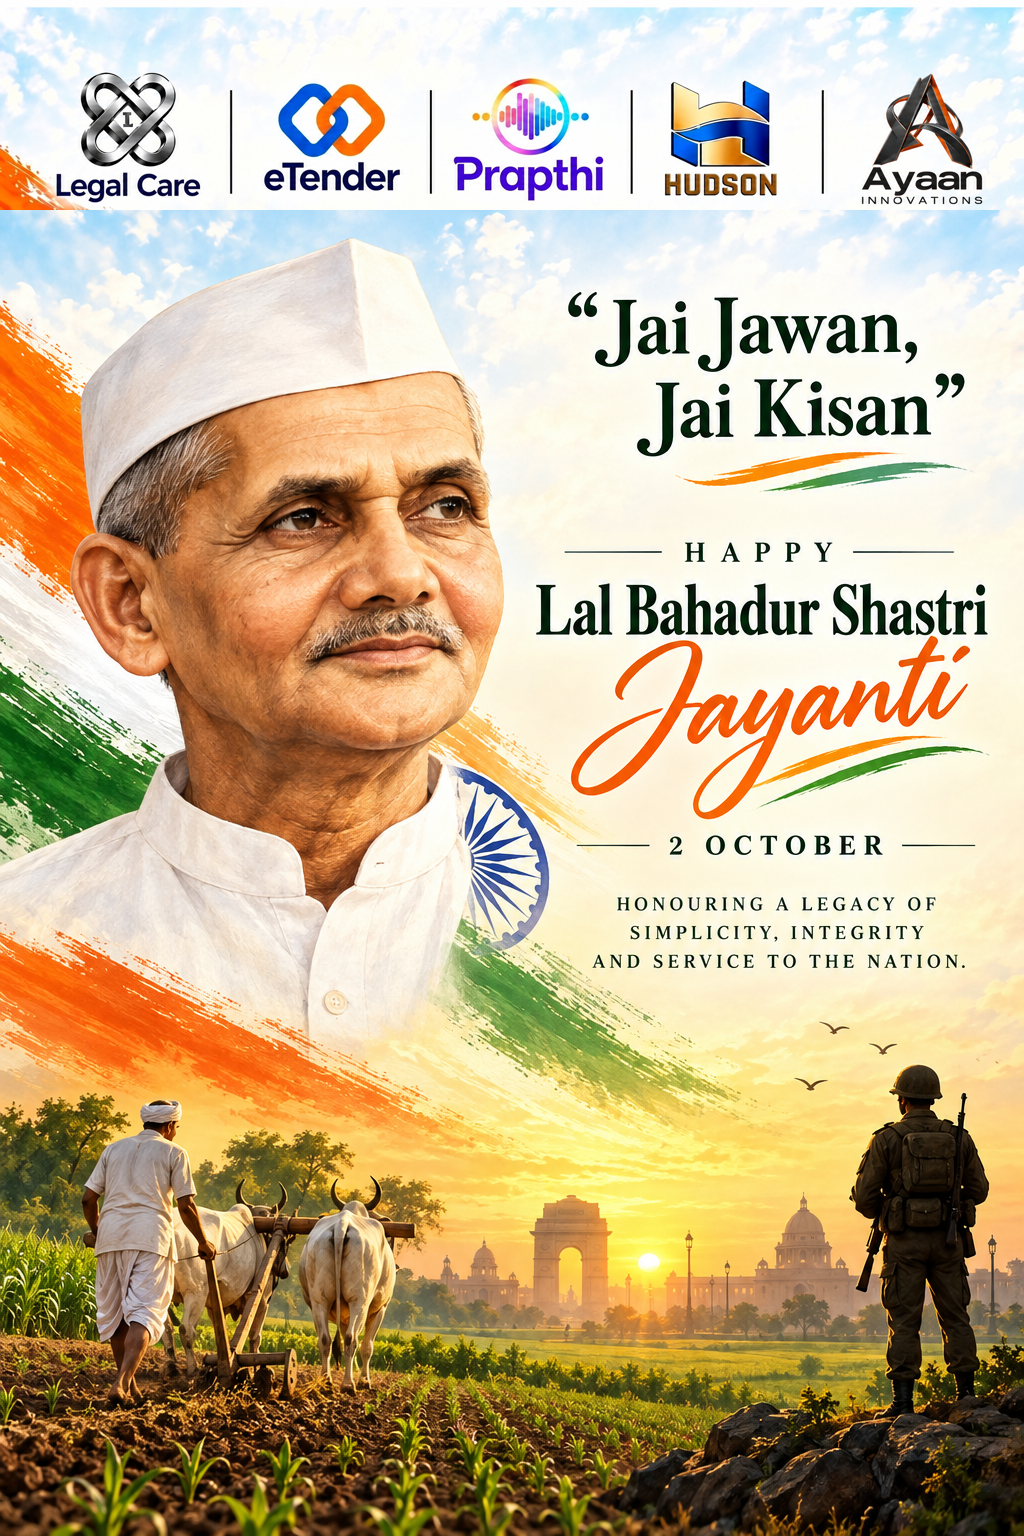 I
Legal Care
eTender
Prapthi
HUDSON
Ayaan
INNOVATIONS
“Jai Jawan,
Jai Kisan”
HAPPY
Lal Bahadur Shastri
Jayanti
2 OCTOBER
HONOURING A LEGACY OF
SIMPLICITY, INTEGRITY
AND SERVICE TO THE NATION.